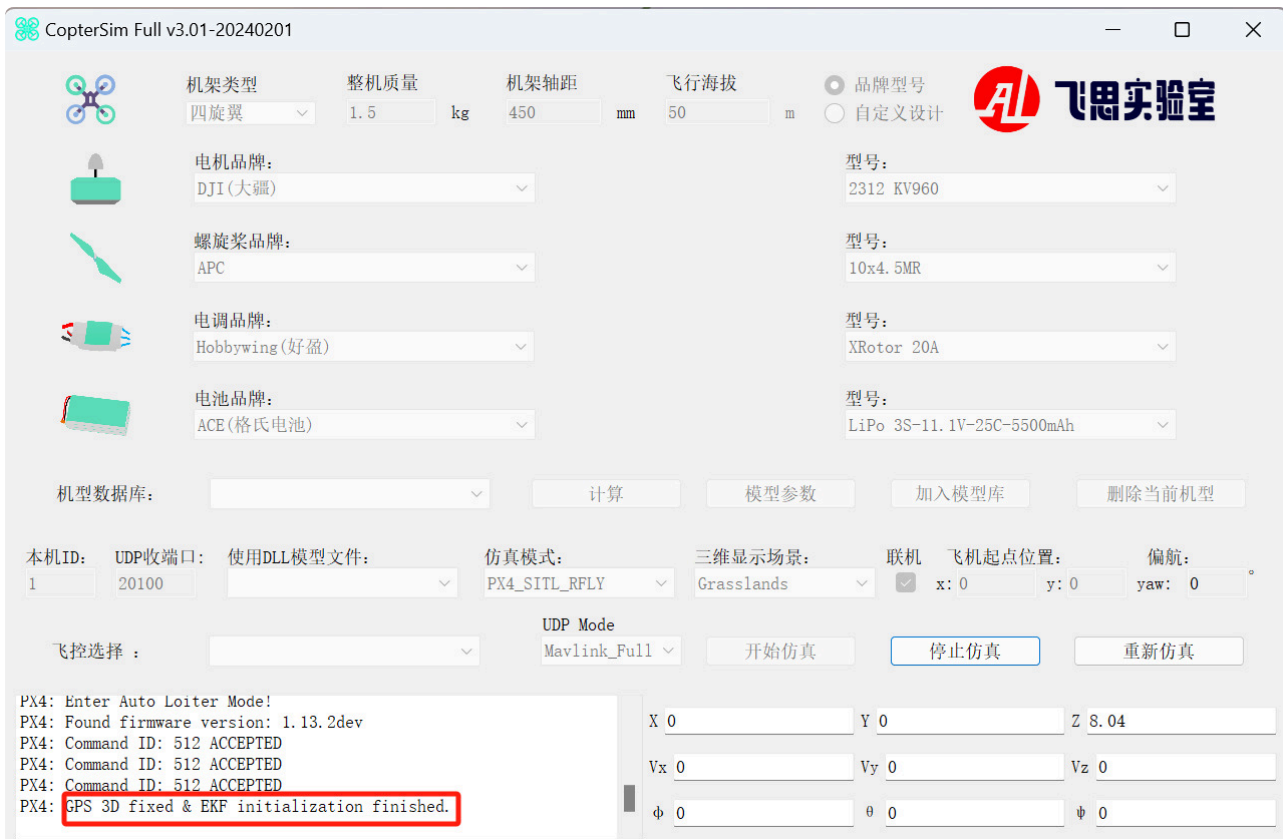 CopterSim Full v3.01-20240201
机架类型 整机质量 机架轴距 飞行海拔 品牌型号
四旋翼 1.5 kg 450 mm 50 m 自定义设计
飞思实验室
电机品牌： 型号：
DJI(大疆) 2312 KV960
螺旋桨品牌： 型号：
APC 10x4.5MR
电调品牌： 型号：
Hobbywing(好盈) XRotor 20A
电池品牌： 型号：
ACE(格氏电池) LiPo 3S-11.1V-25C-5500mAh
机型数据库： 计算 模型参数 加入模型库 删除当前机型
本机ID： UDP收端口： 使用DLL模型文件： 仿真模式： 三维显示场景： 联机 飞机起点位置： 偏航：
1 20100 PX4_SITL_RFLY Grasslands x: 0 y: 0 yaw: 0 °
UDP Mode
飞控选择 ： Mavlink_Full 开始仿真 停止仿真 重新仿真
PX4: Enter Auto Loiter Mode!
PX4: Found firmware version: 1.13.2dev
PX4: Command ID: 512 ACCEPTED
PX4: Command ID: 512 ACCEPTED
PX4: Command ID: 512 ACCEPTED
PX4: GPS 3D fixed & EKF initialization finished.
X 0 Y 0 Z 8.04
Vx 0 Vy 0 Vz 0
ϕ 0 θ 0 ψ 0